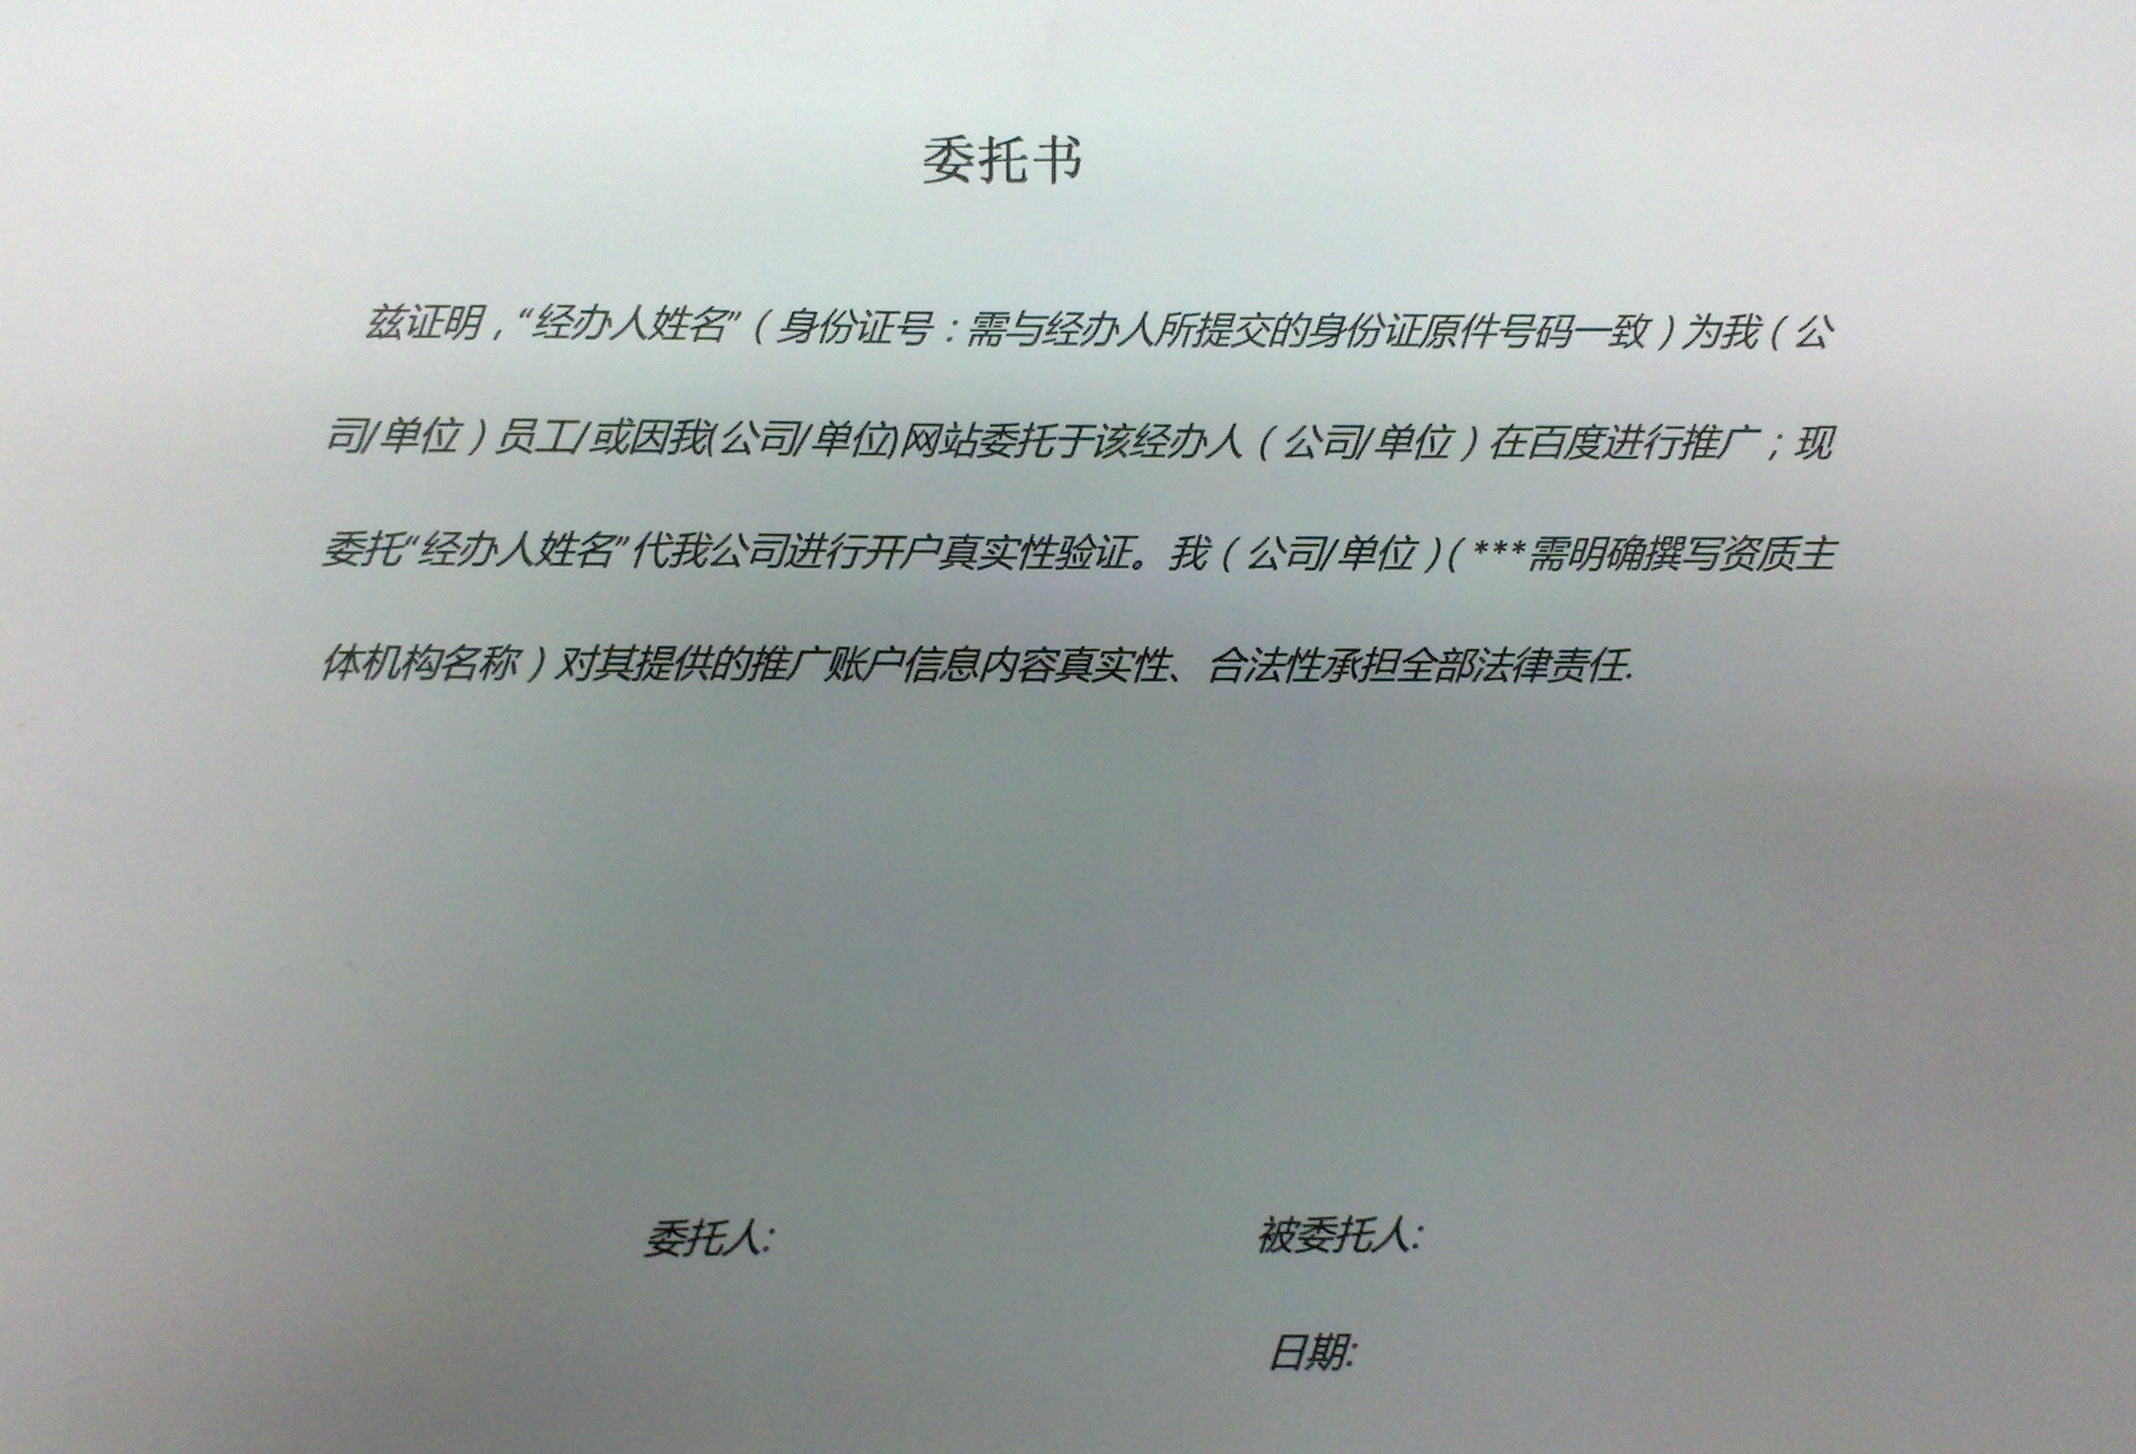 委托书
兹证明，“经办人姓名”（身份证号：需与经办人所提交的身份证原件号码一致）为我（公
司/单位）员工/或因我(公司/单位)网站委托于该经办人（公司/单位）在百度进行推广；现
委托“经办人姓名”代我公司进行开户真实性验证。我（公司/单位）(***需明确撰写资质主
体机构名称）对其提供的推广账户信息内容真实性、合法性承担全部法律责任.
委托人: 被委托人:
日期: